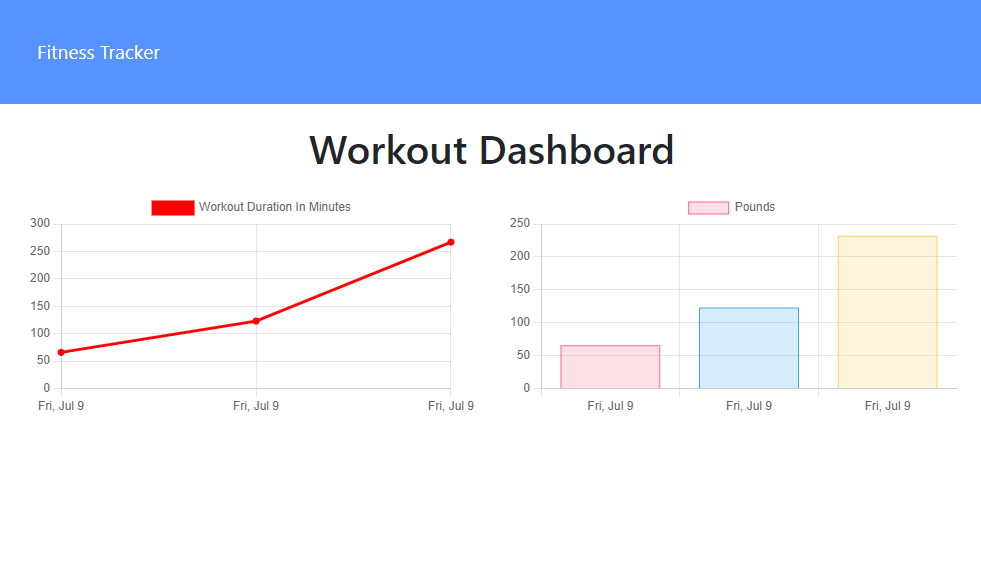 Fitness Tracker
Workout Dashboard
Workout Duration In Minutes
300
250
200
150
100
50
0
Fri, Jul 9 Fri, Jul 9 Fri, Jul 9
Pounds
250
200
150
100
50
0
Fri, Jul 9 Fri, Jul 9 Fri, Jul 9